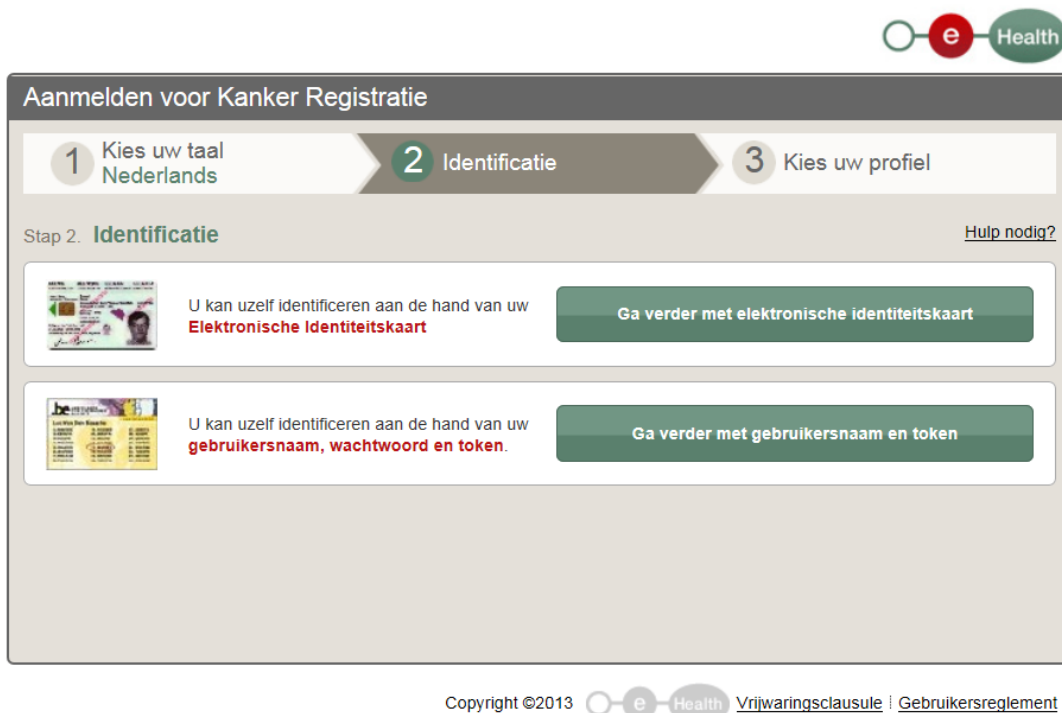 e Health
Aanmelden voor Kanker Registratie
1 Kies uw taal
Nederlands
2 Identificatie
3 Kies uw profiel
Stap 2. Identificatie
Hulp nodig?
U kan uzelf identificeren aan de hand van uw
Elektronische Identiteitskaart
Ga verder met elektronische identiteitskaart
.be
U kan uzelf identificeren aan de hand van uw
gebruikersnaam, wachtwoord en token.
Ga verder met gebruikersnaam en token
Copyright ©2013 e Health Vrijwaringsclausule | Gebruikersreglement